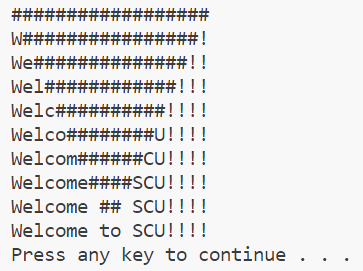 ##################
W################!
We##############!!
Wel############!!!
Welc##########!!!!
Welco########U!!!!
Welcom######CU!!!!
Welcome####SCU!!!!
Welcome ## SCU!!!!
Welcome to SCU!!!!
Press any key to continue . . .